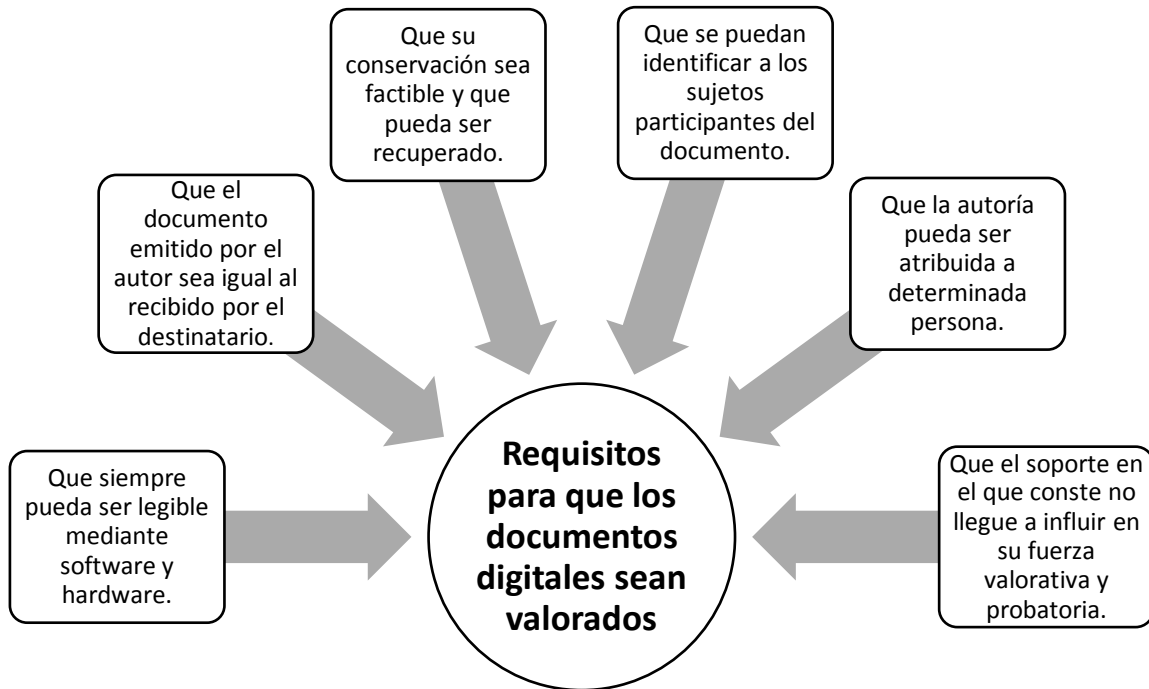 Que su
conservación sea
factible y que
pueda ser
recuperado.
Que se puedan
identificar a los
sujetos
participantes del
documento.
Que el
documento
emitido por el
autor sea igual al
recibido por el
destinatario.
Que la autoría
pueda ser
atribuida a
determinada
persona.
Que siempre
pueda ser legible
mediante
software y
hardware.
Requisitos
para que los
documentos
digitales sean
valorados
Que el soporte en
el que conste no
llegue a influir en
su fuerza
valorativa y
probatoria.